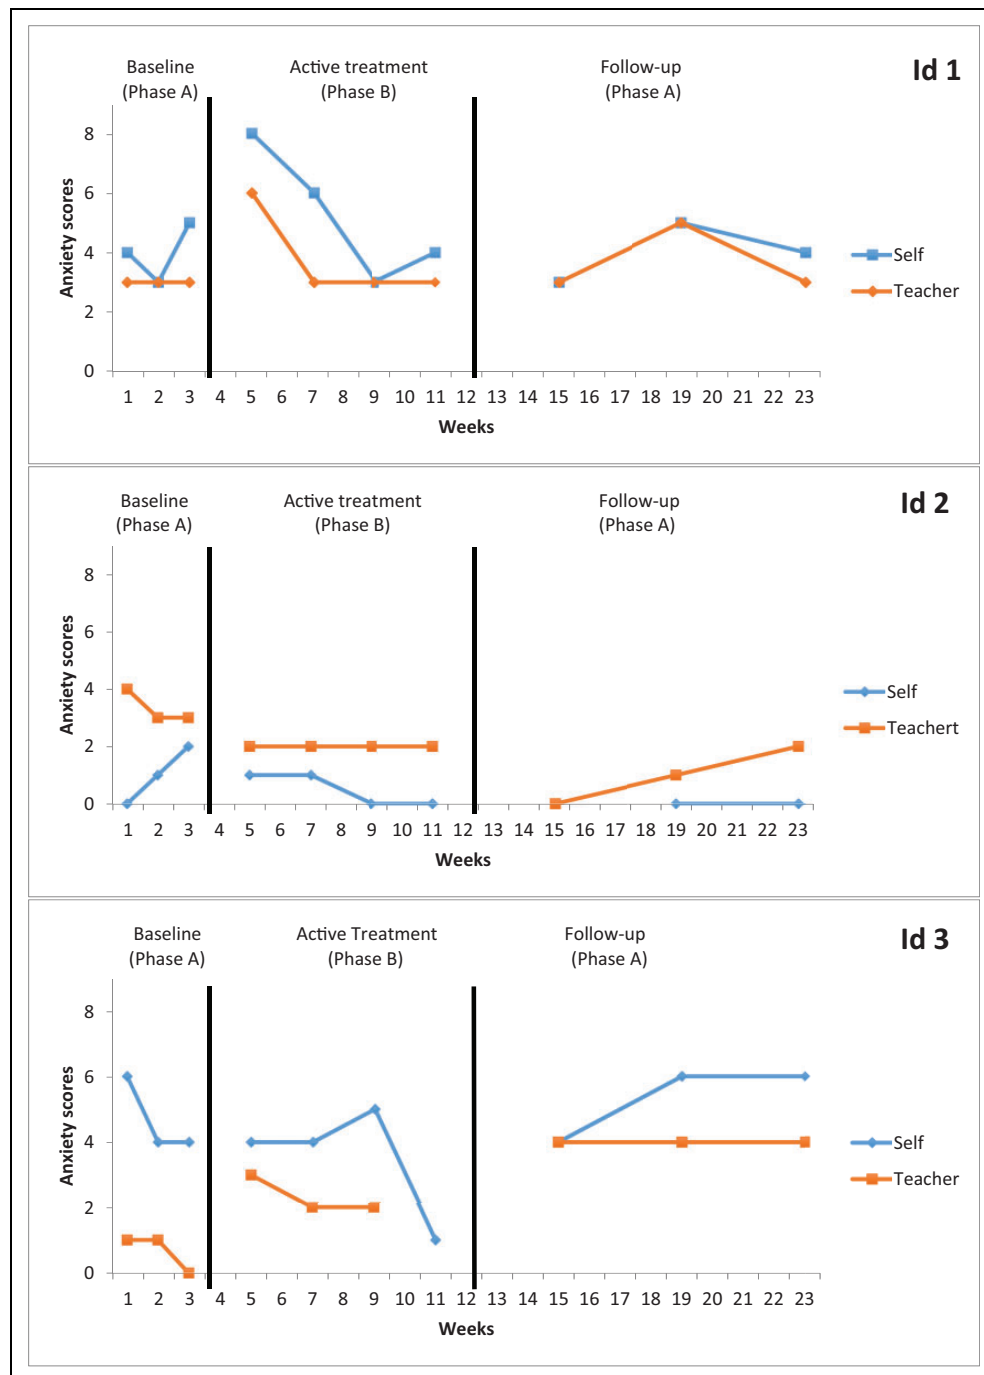 Baseline
(Phase A)
Active treatment
(Phase B)
Follow-up
(Phase A)
Id 1
Anxiety scores
8
6
4
2
0
1 2 3 4 5 6 7 8 9 10 11 12 13 14 15 16 17 18 19 20 21 22 23
Weeks
Self
Teacher
Baseline
(Phase A)
Active treatment
(Phase B)
Follow-up
(Phase A)
Id 2
Anxiety scores
8
6
4
2
0
1 2 3 4 5 6 7 8 9 10 11 12 13 14 15 16 17 18 19 20 21 22 23
Weeks
Self
Teachert
Baseline
(Phase A)
Active Treatment
(Phase B)
Follow-up
(Phase A)
Id 3
Anxiety scores
8
6
4
2
0
1 2 3 4 5 6 7 8 9 10 11 12 13 14 15 16 17 18 19 20 21 22 23
Weeks
Self
Teacher